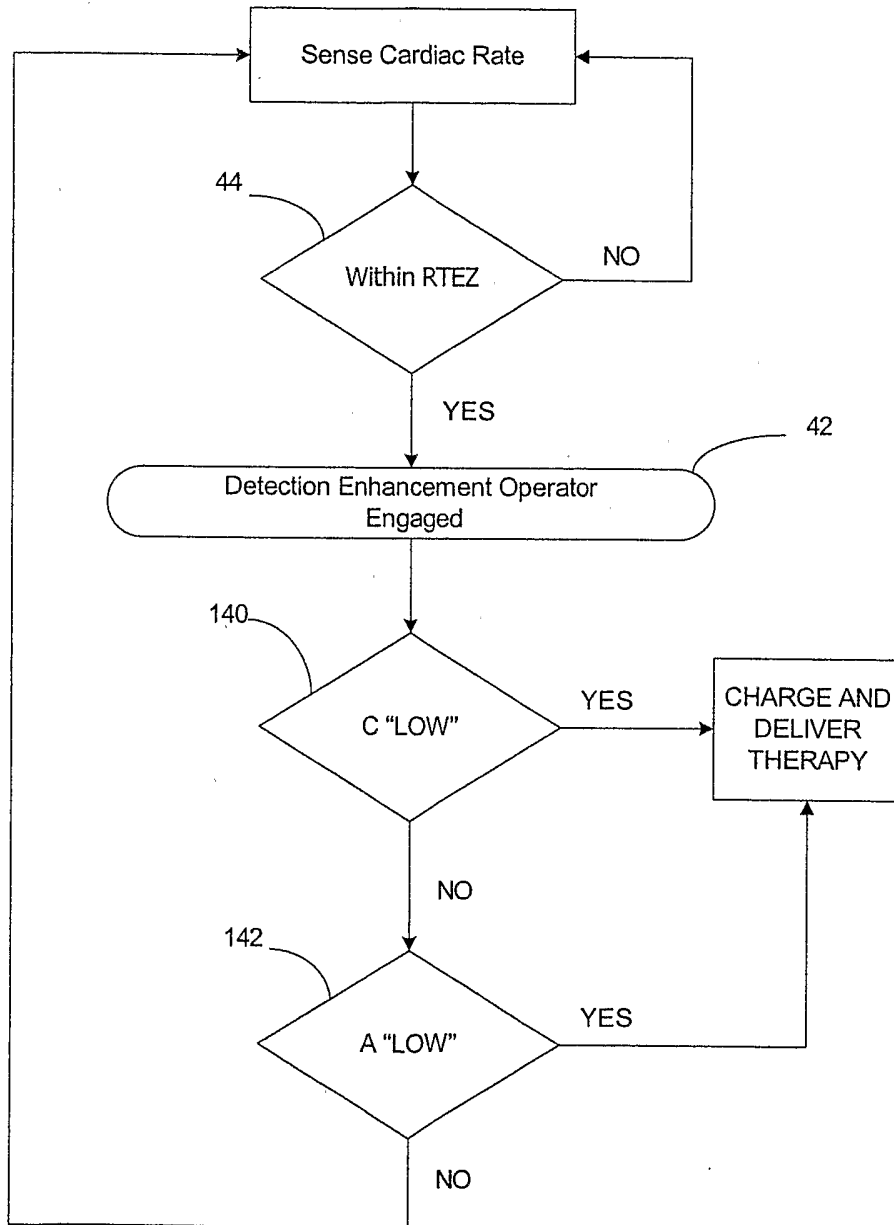 Sense Cardiac Rate
44
Within RTEZ
NO
YES
42
Detection Enhancement Operator
Engaged
140
C “LOW”
YES
CHARGE AND
DELIVER
THERAPY
NO
142
A “LOW”
YES
NO